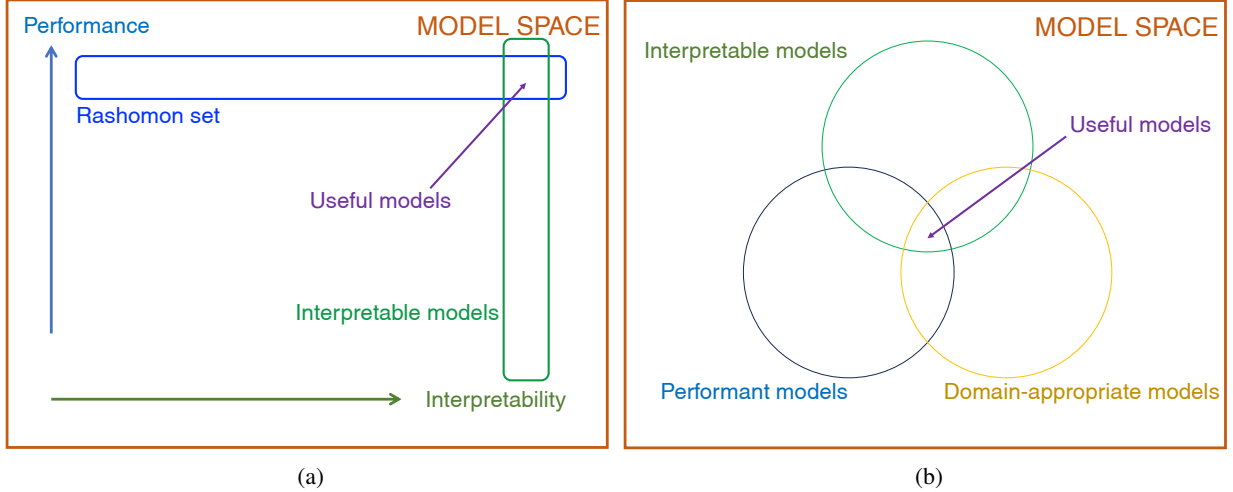 Performance
MODEL SPACE
Rashomon set
Useful models
Interpretable models
Interpretability
(a)
MODEL SPACE
Interpretable models
Useful models
Performant models
Domain-appropriate models
(b)